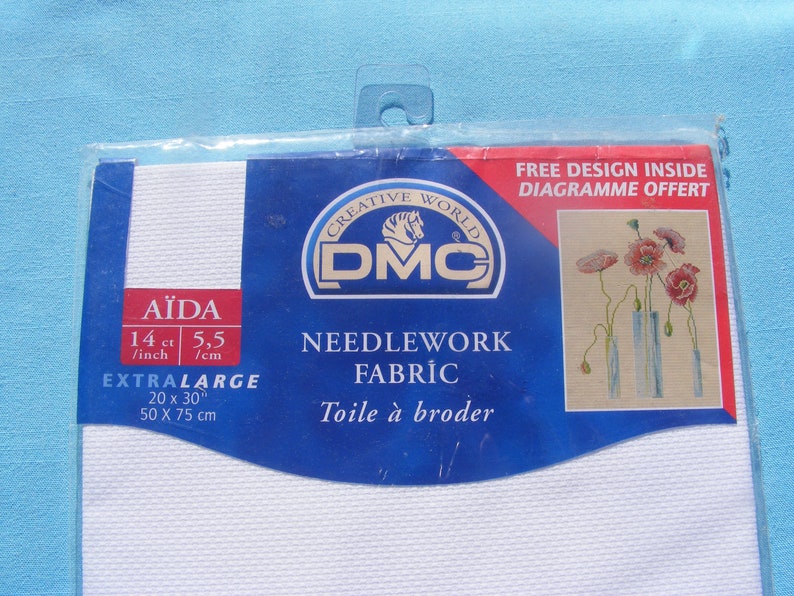 FREE DESIGN INSIDE
DIAGRAMME OFFERT
CREATIVE WORLD
DMC®
NEEDLEWORK
FABRIC
Toile à broder
AÏDA
14 ct 5,5
/inch /cm
EXTRALARGE
20 x 30"
50 X 75 cm